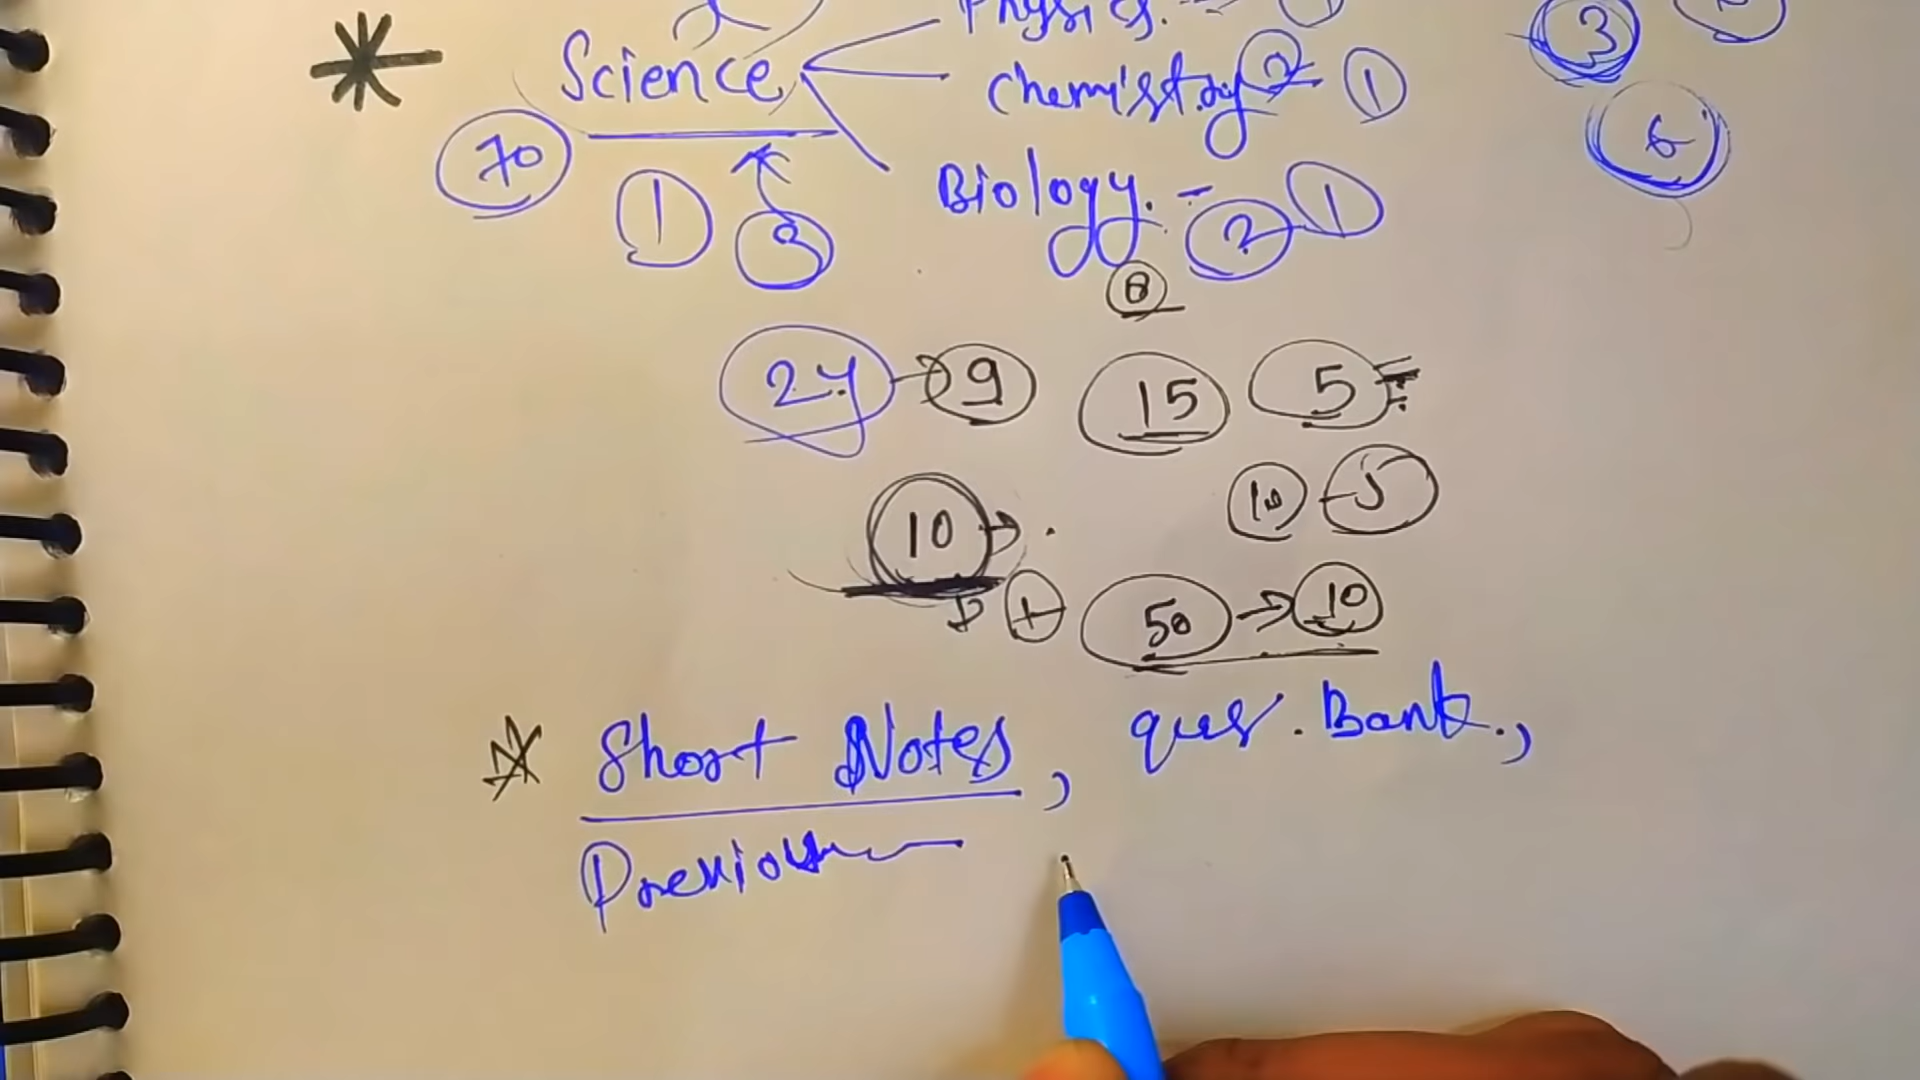 Physics. - 1
3
Science
Chemistry 2 1
6
70
1
3
Biology. - 2 1
8
24 → 9 15 5
10 → .
10 5
+ 50 → 10
Short Notes, ques. Bank.,
Previou